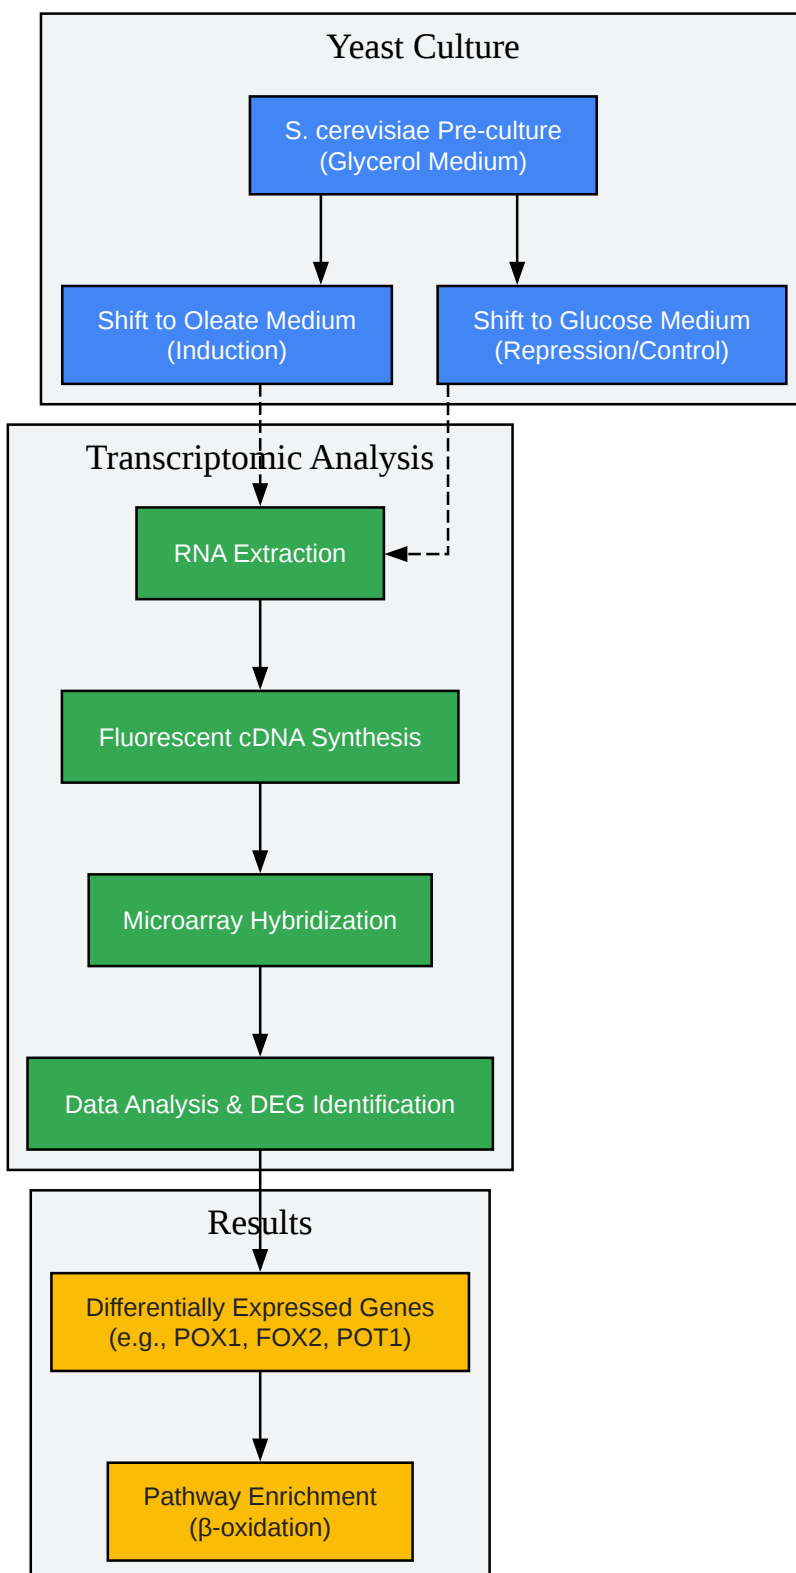 Yeast Culture
S. cerevisiae Pre-culture
(Glycerol Medium)
Shift to Oleate Medium
(Induction)
Shift to Glucose Medium
(Repression/Control)
Transcriptomic Analysis
RNA Extraction
Fluorescent cDNA Synthesis
Microarray Hybridization
Data Analysis & DEG Identification
Results
Differentially Expressed Genes
(e.g., POX1, FOX2, POT1)
Pathway Enrichment
(β-oxidation)